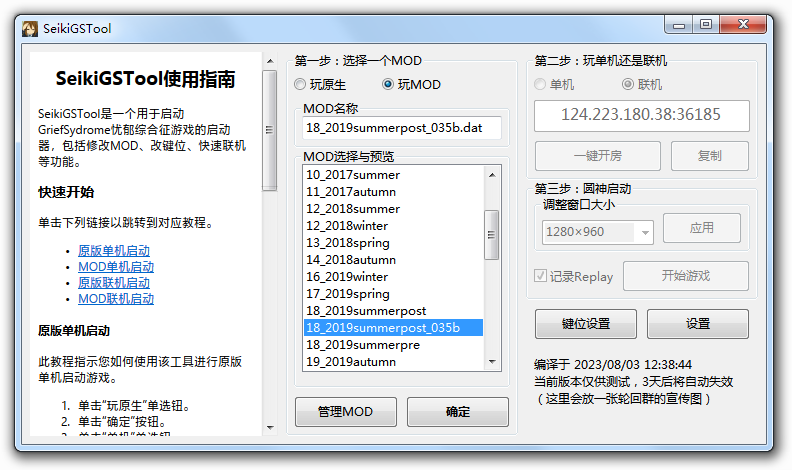 SeikiGSTool
SeikiGSTool使用指南
SeikiGSTool是一个用于启动
GriefSydrome忧郁综合征游戏的启动
器，包括修改MOD、改键位、快速联机
等功能。
快速开始
单击下列链接以跳转到对应教程。
• 原版单机启动
• MOD单机启动
• 原版联机启动
• MOD联机启动
原版单机启动
此教程指示您如何使用该工具进行原版
单机启动游戏。
1. 单击"玩原生"单选钮。
2. 单击"确定"按钮。
3. 单击"单机"单选钮。
第一步：选择一个MOD
玩原生
玩MOD
MOD名称
18_2019summerpost_035b.dat
MOD选择与预览
10_2017summer
11_2017autumn
12_2018summer
12_2018winter
13_2018spring
14_2018autumn
16_2019winter
17_2019spring
18_2019summerpost
18_2019summerpost_035b
18_2019summerpre
19_2019autumn
管理MOD
确定
第二步：玩单机还是联机
单机
联机
124.223.180.38:36185
一键开房
复制
第三步：圆神启动
调整窗口大小
1280×960
应用
记录Replay
开始游戏
键位设置
设置
编译于 2023/08/03 12:38:44
当前版本仅供测试，3天后将自动失效
（这里会放一张轮回群的宣传图）